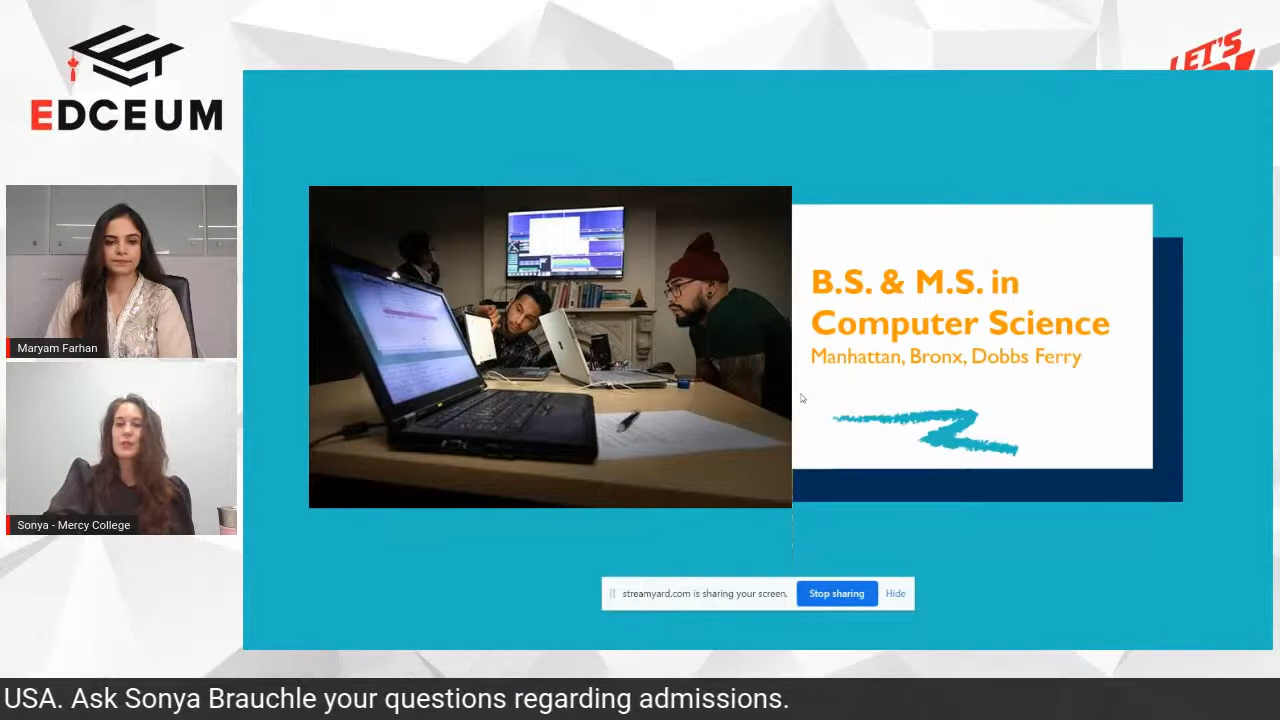 LET'S
EDCEUM
Maryam Farhan
Sonya - Mercy College
B.S. & M.S. in
Computer Science
Manhattan, Bronx, Dobbs Ferry
streamyard.com is sharing your screen.
Stop sharing
Hide
USA. Ask Sonya Brauchle your questions regarding admissions.